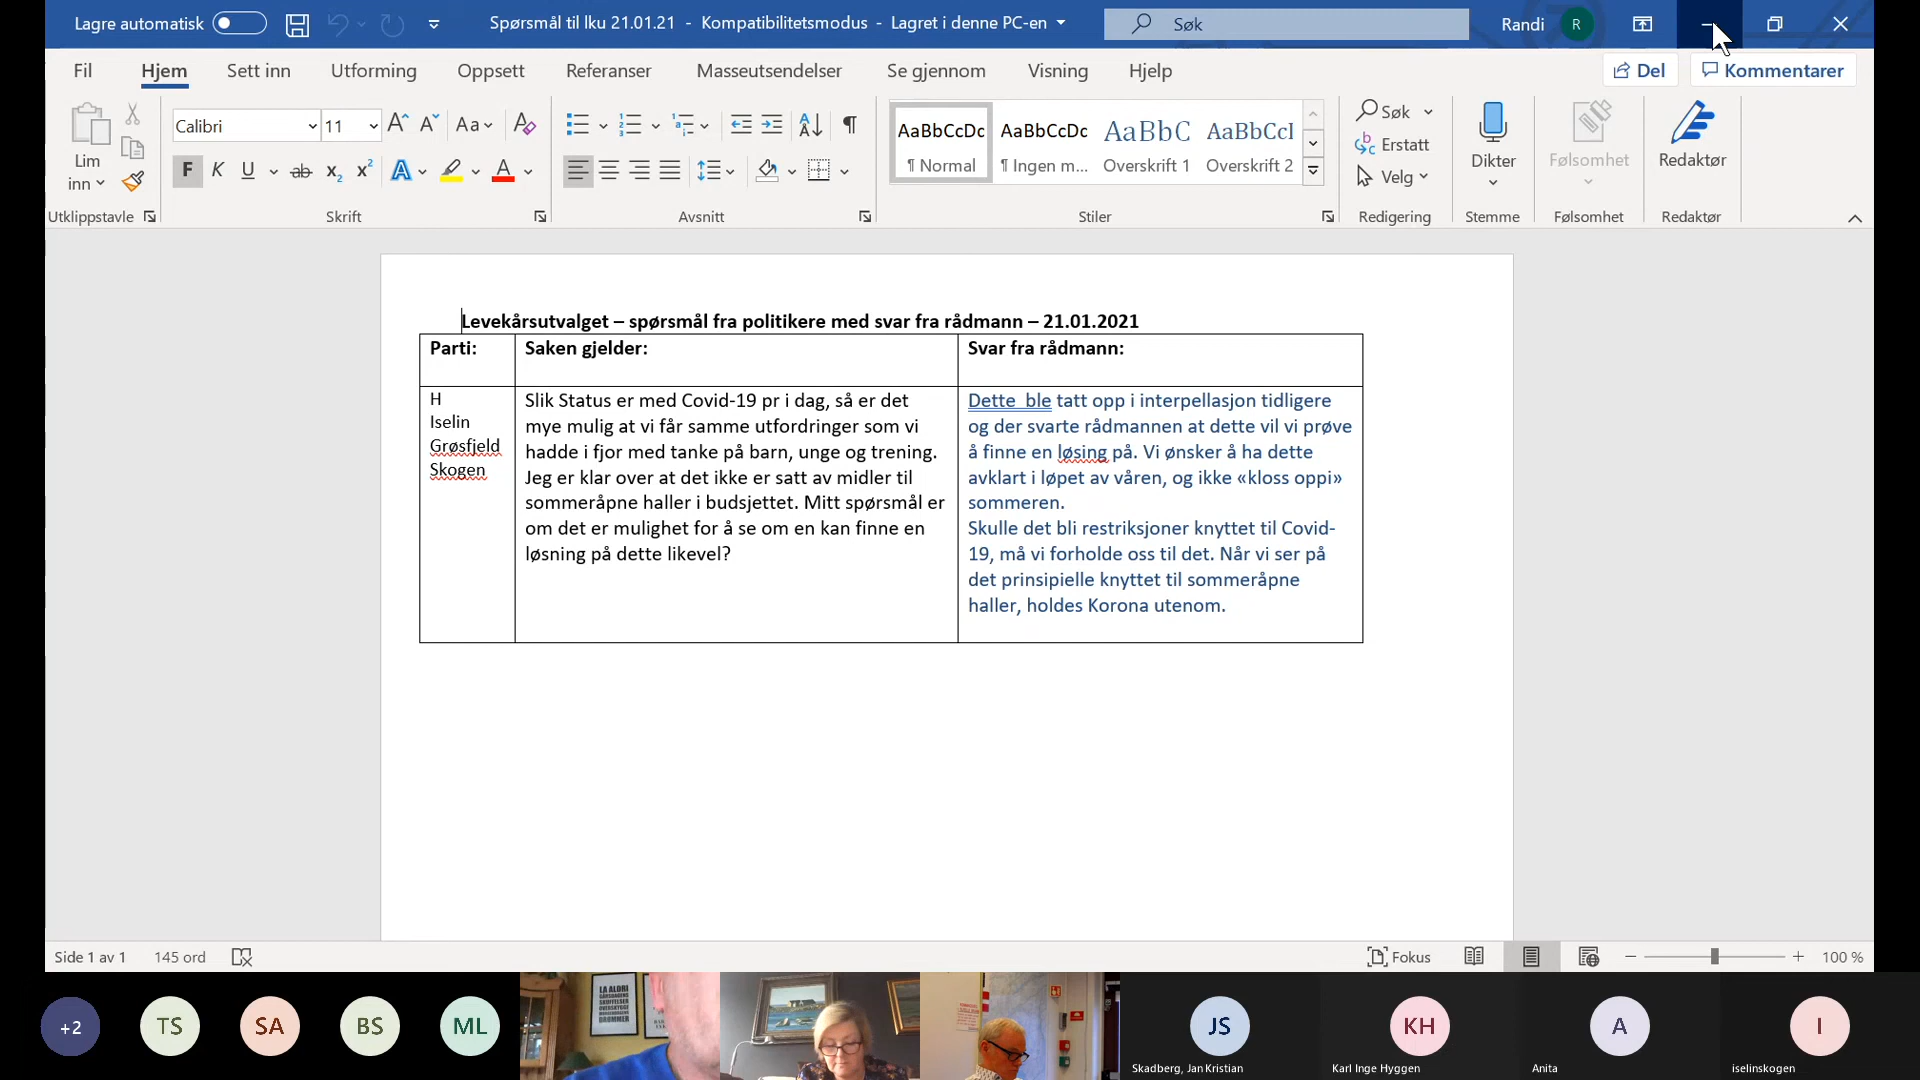 Lagre automatisk
Spørsmål til lku 21.01.21 - Kompatibilitetsmodus - Lagret i denne PC-en
Søk
Randi
R
Fil Hjem Sett inn Utforming Oppsett Referanser Masseutsendelser Se gjennom Visning Hjelp
Del
Kommentarer
Lim
inn
Utklippstavle
Calibri 11
Aa
F K U ab x₂ x² A A
Skrift
Avsnitt
AaBbCcDc AaBbCcDc AaBbC AaBbCcI
¶ Normal ¶ Ingen m... Overskrift 1 Overskrift 2
Stiler
Søk
Erstatt
Velg
Redigering
Dikter
Stemme
Følsomhet
Følsomhet
Redaktør
Redaktør
Levekårsutvalget – spørsmål fra politikere med svar fra rådmann – 21.01.2021
Parti: Saken gjelder: Svar fra rådmann:
H
Iselin
Grøsfjeld
Skogen
Slik Status er med Covid-19 pr i dag, så er det
mye mulig at vi får samme utfordringer som vi
hadde i fjor med tanke på barn, unge og trening.
Jeg er klar over at det ikke er satt av midler til
sommeråpne haller i budsjettet. Mitt spørsmål er
om det er mulighet for å se om en kan finne en
løsning på dette likevel?
Dette ble tatt opp i interpellasjon tidligere
og der svarte rådmannen at dette vil vi prøve
å finne en løsing på. Vi ønsker å ha dette
avklart i løpet av våren, og ikke «kloss oppi»
sommeren.
Skulle det bli restriksjoner knyttet til Covid-
19, må vi forholde oss til det. Når vi ser på
det prinsipielle knyttet til sommeråpne
haller, holdes Korona utenom.
Side 1 av 1 145 ord
Fokus
100 %
+2 TS SA BS ML JS KH A I
LA ALDRI
Skadberg, Jan Kristian
Karl Inge Hyggen
Anita
iselinskogen